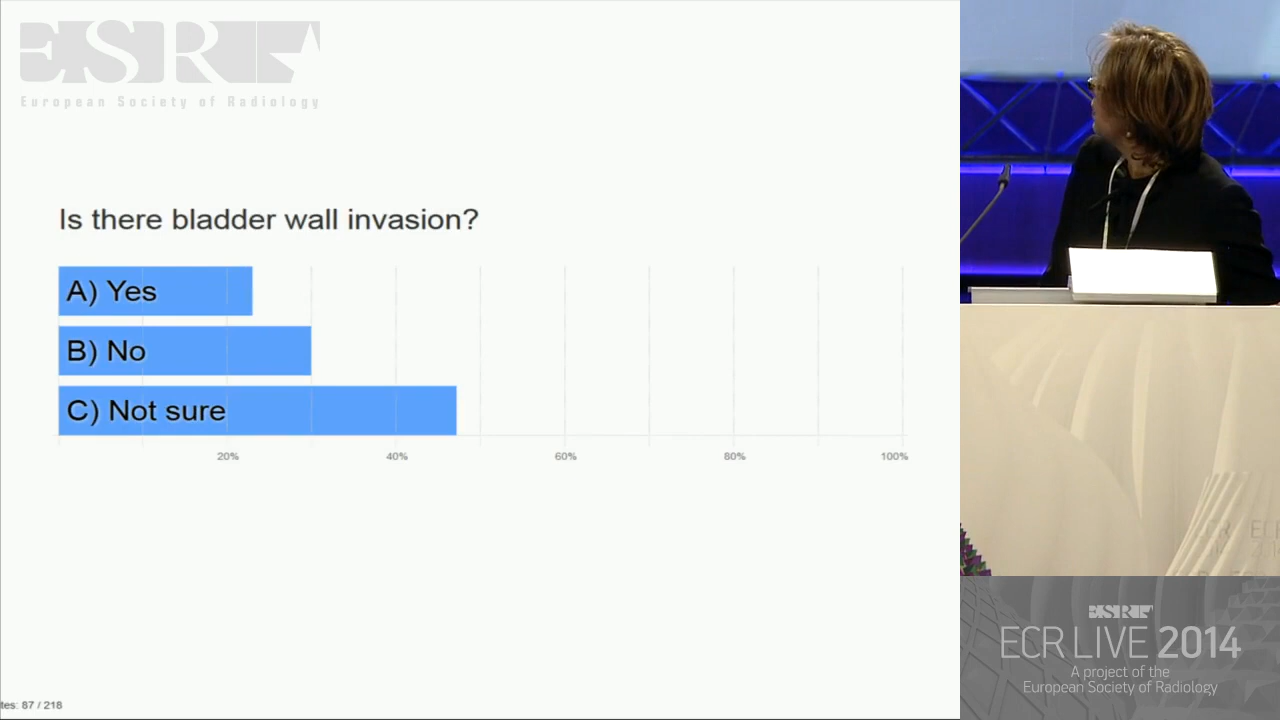 ESR
European Society of Radiology
Is there bladder wall invasion?
A) Yes
B) No
C) Not sure
20%
40%
60%
80%
100%
tes: 87 / 218
ESR
ECR LIVE 2014
A project of the
European Society of Radiology